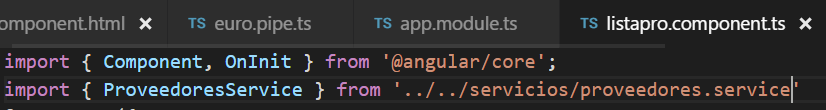 omponent.html ×
TS euro.pipe.ts
TS app.module.ts
TS listapro.component.ts ×
import { Component, OnInit } from '@angular/core';
import { ProveedoresService } from '../../servicios/proveedores.service'